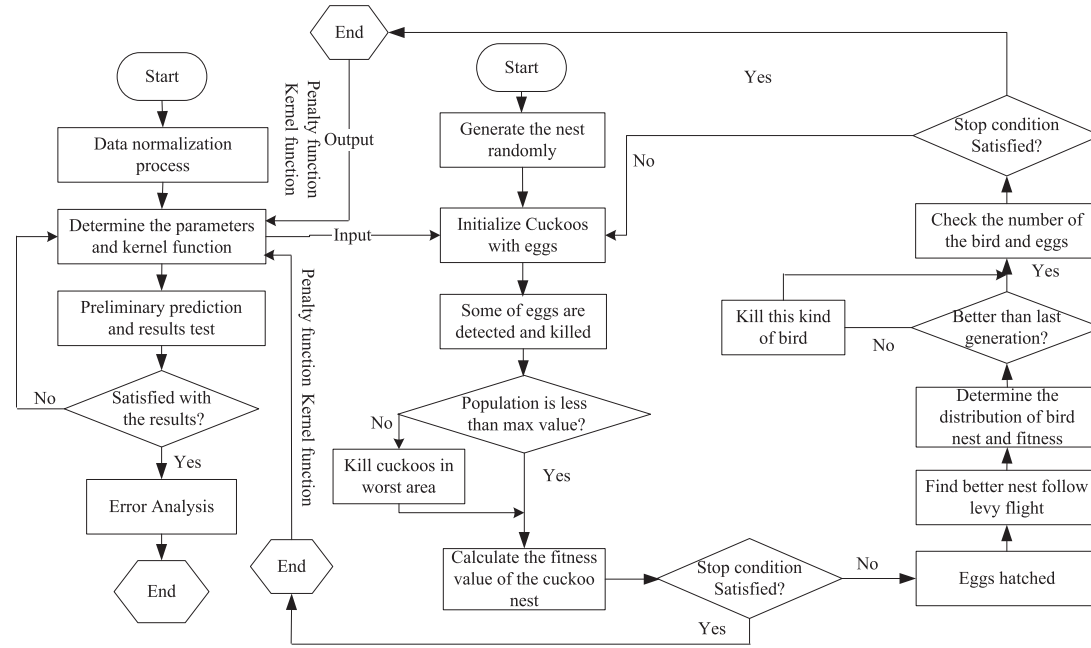 Start
Data normalization
process
Determine the parameters
and kernel function
Preliminary prediction
and results test
Satisfied with
the results?
No
Yes
Error Analysis
End
End
Output
Penalty function
Kernel function
Input
Penalty function Kernel function
End
Start
Generate the nest
randomly
Initialize Cuckoos
with eggs
Some of eggs are
detected and killed
Population is less
than max value?
No
Kill cuckoos in
worst area
Yes
Calculate the fitness
value of the cuckoo
nest
Stop condition
Satisfied?
Yes
No
Eggs hatched
Find better nest follow
levy flight
Determine the
distribution of bird
nest and fitness
Better than last
generation?
No
Kill this kind
of bird
Yes
Check the number of
the bird and eggs
Stop condition
Satisfied?
No
Yes